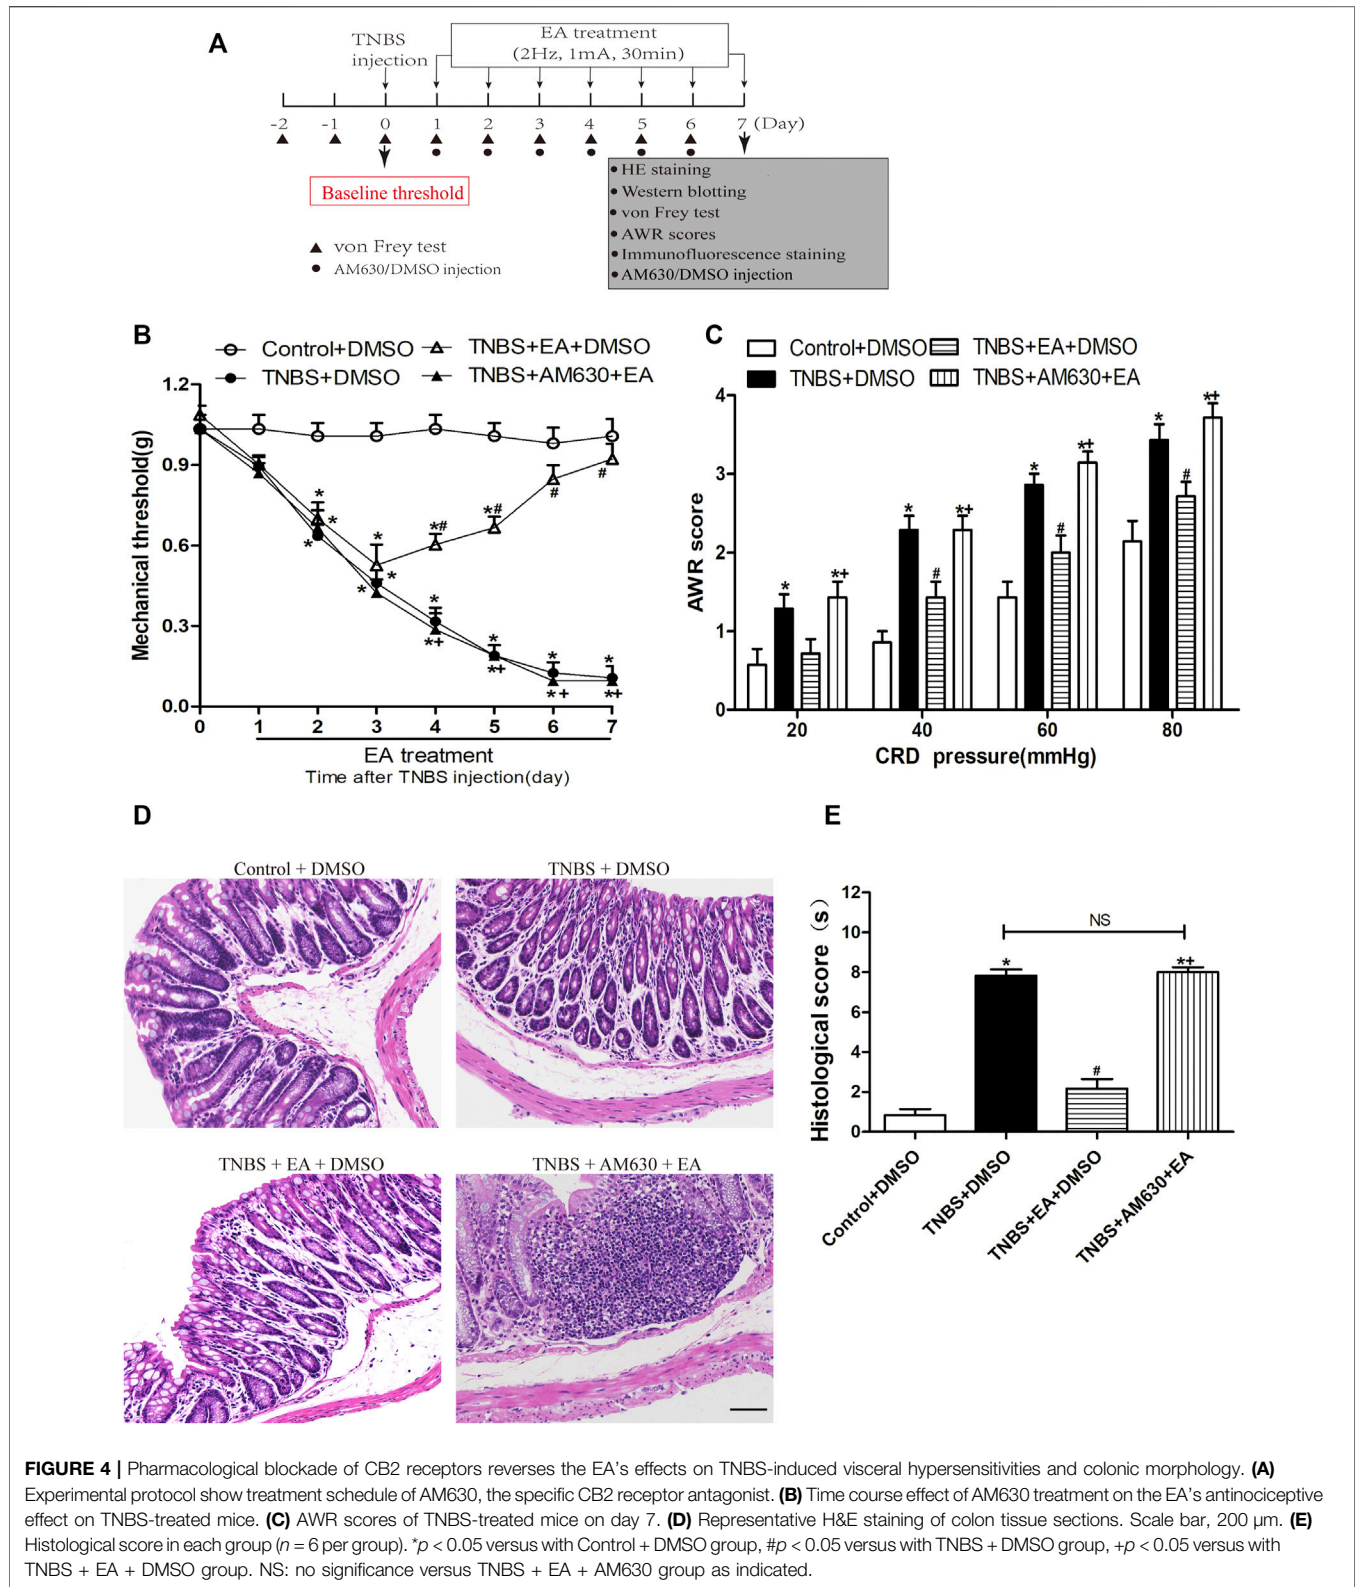 A
TNBS
injection
EA treatment
(2Hz, 1mA, 30min)
-2 -1 0 1 2 3 4 5 6 7 (Day)
Baseline threshold
▲ von Frey test
● AM630/DMSO injection
• HE staining
• Western blotting
• von Frey test
• AWR scores
• Immunofluorescence staining
• AM630/DMSO injection
B
Control+DMSO TNBS+EA+DMSO
TNBS+DMSO TNBS+AM630+EA
Mechanical threshold(g)
1.2
0.9
0.6
0.3
0.0
* * * * * * *# *# # #
* * * * *
*+ *+ *+ *+
0 1 2 3 4 5 6 7
EA treatment
Time after TNBS injection(day)
C
Control+DMSO TNBS+EA+DMSO
TNBS+DMSO TNBS+AM630+EA
AWR score
4
3
2
1
0
* *+ * # *+ * # *+ * # *+
20 40 60 80
CRD pressure(mmHg)
D
Control + DMSO TNBS + DMSO
TNBS + EA + DMSO TNBS + AM630 + EA
E
Histological score（s）
12
10
8
6
4
2
0
NS
* # *+
Control+DMSO
TNBS+DMSO
TNBS+EA+DMSO
TNBS+AM630+EA
FIGURE 4 | Pharmacological blockade of CB2 receptors reverses the EA's effects on TNBS-induced visceral hypersensitivities and colonic morphology. (A)
Experimental protocol show treatment schedule of AM630, the specific CB2 receptor antagonist. (B) Time course effect of AM630 treatment on the EA's antinociceptive
effect on TNBS-treated mice. (C) AWR scores of TNBS-treated mice on day 7. (D) Representative H&E staining of colon tissue sections. Scale bar, 200 µm. (E)
Histological score in each group (n = 6 per group). *p < 0.05 versus with Control + DMSO group, #p < 0.05 versus with TNBS + DMSO group, +p < 0.05 versus with
TNBS + EA + DMSO group. NS: no significance versus TNBS + EA + AM630 group as indicated.